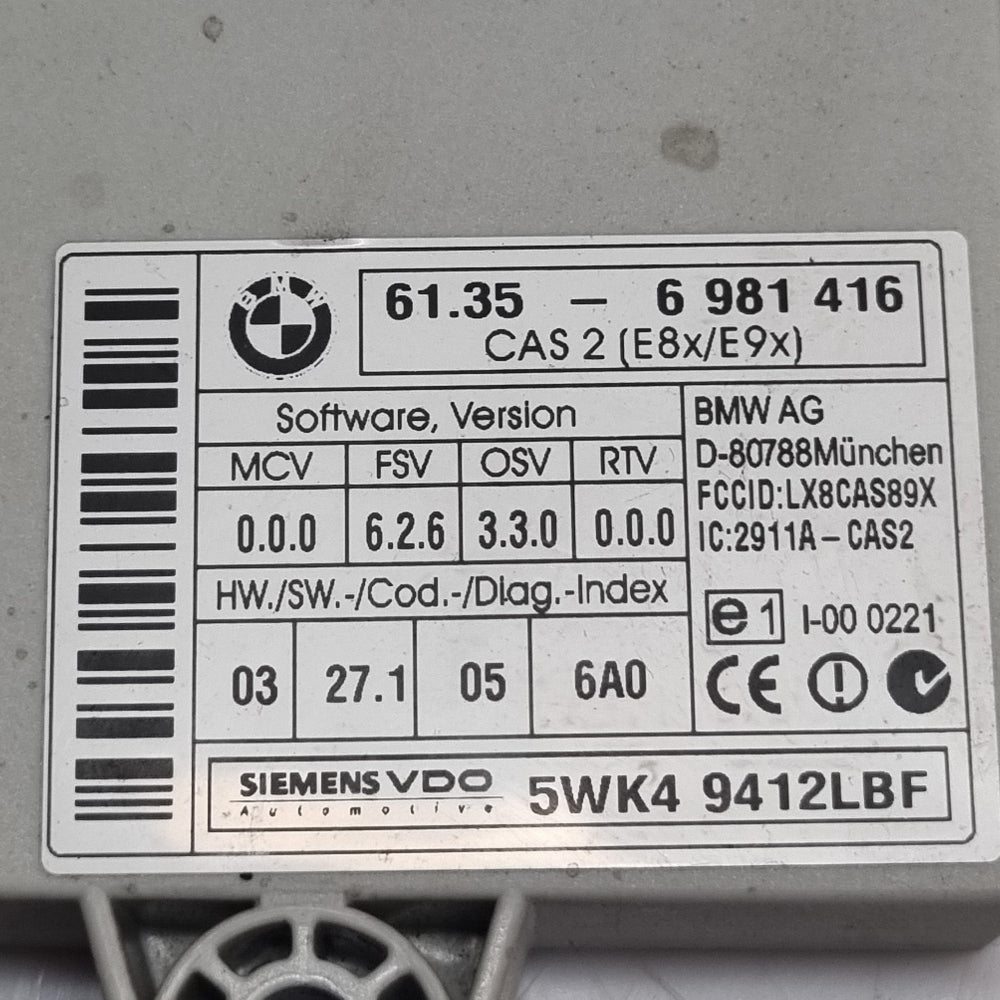 BMW
61.35 – 6 981 416
CAS 2 (E8x/E9x)
Software, Version
MCV FSV OSV RTV
0.0.0 6.2.6 3.3.0 0.0.0
HW./SW.-/Cod.-/Diag.-Index
03 27.1 05 6A0
BMW AG
D-80788München
FCCID:LX8CAS89X
IC:2911A – CAS2
e1 I-00 0221
CE
SIEMENS VDO
Automotive
5WK4 9412LBF